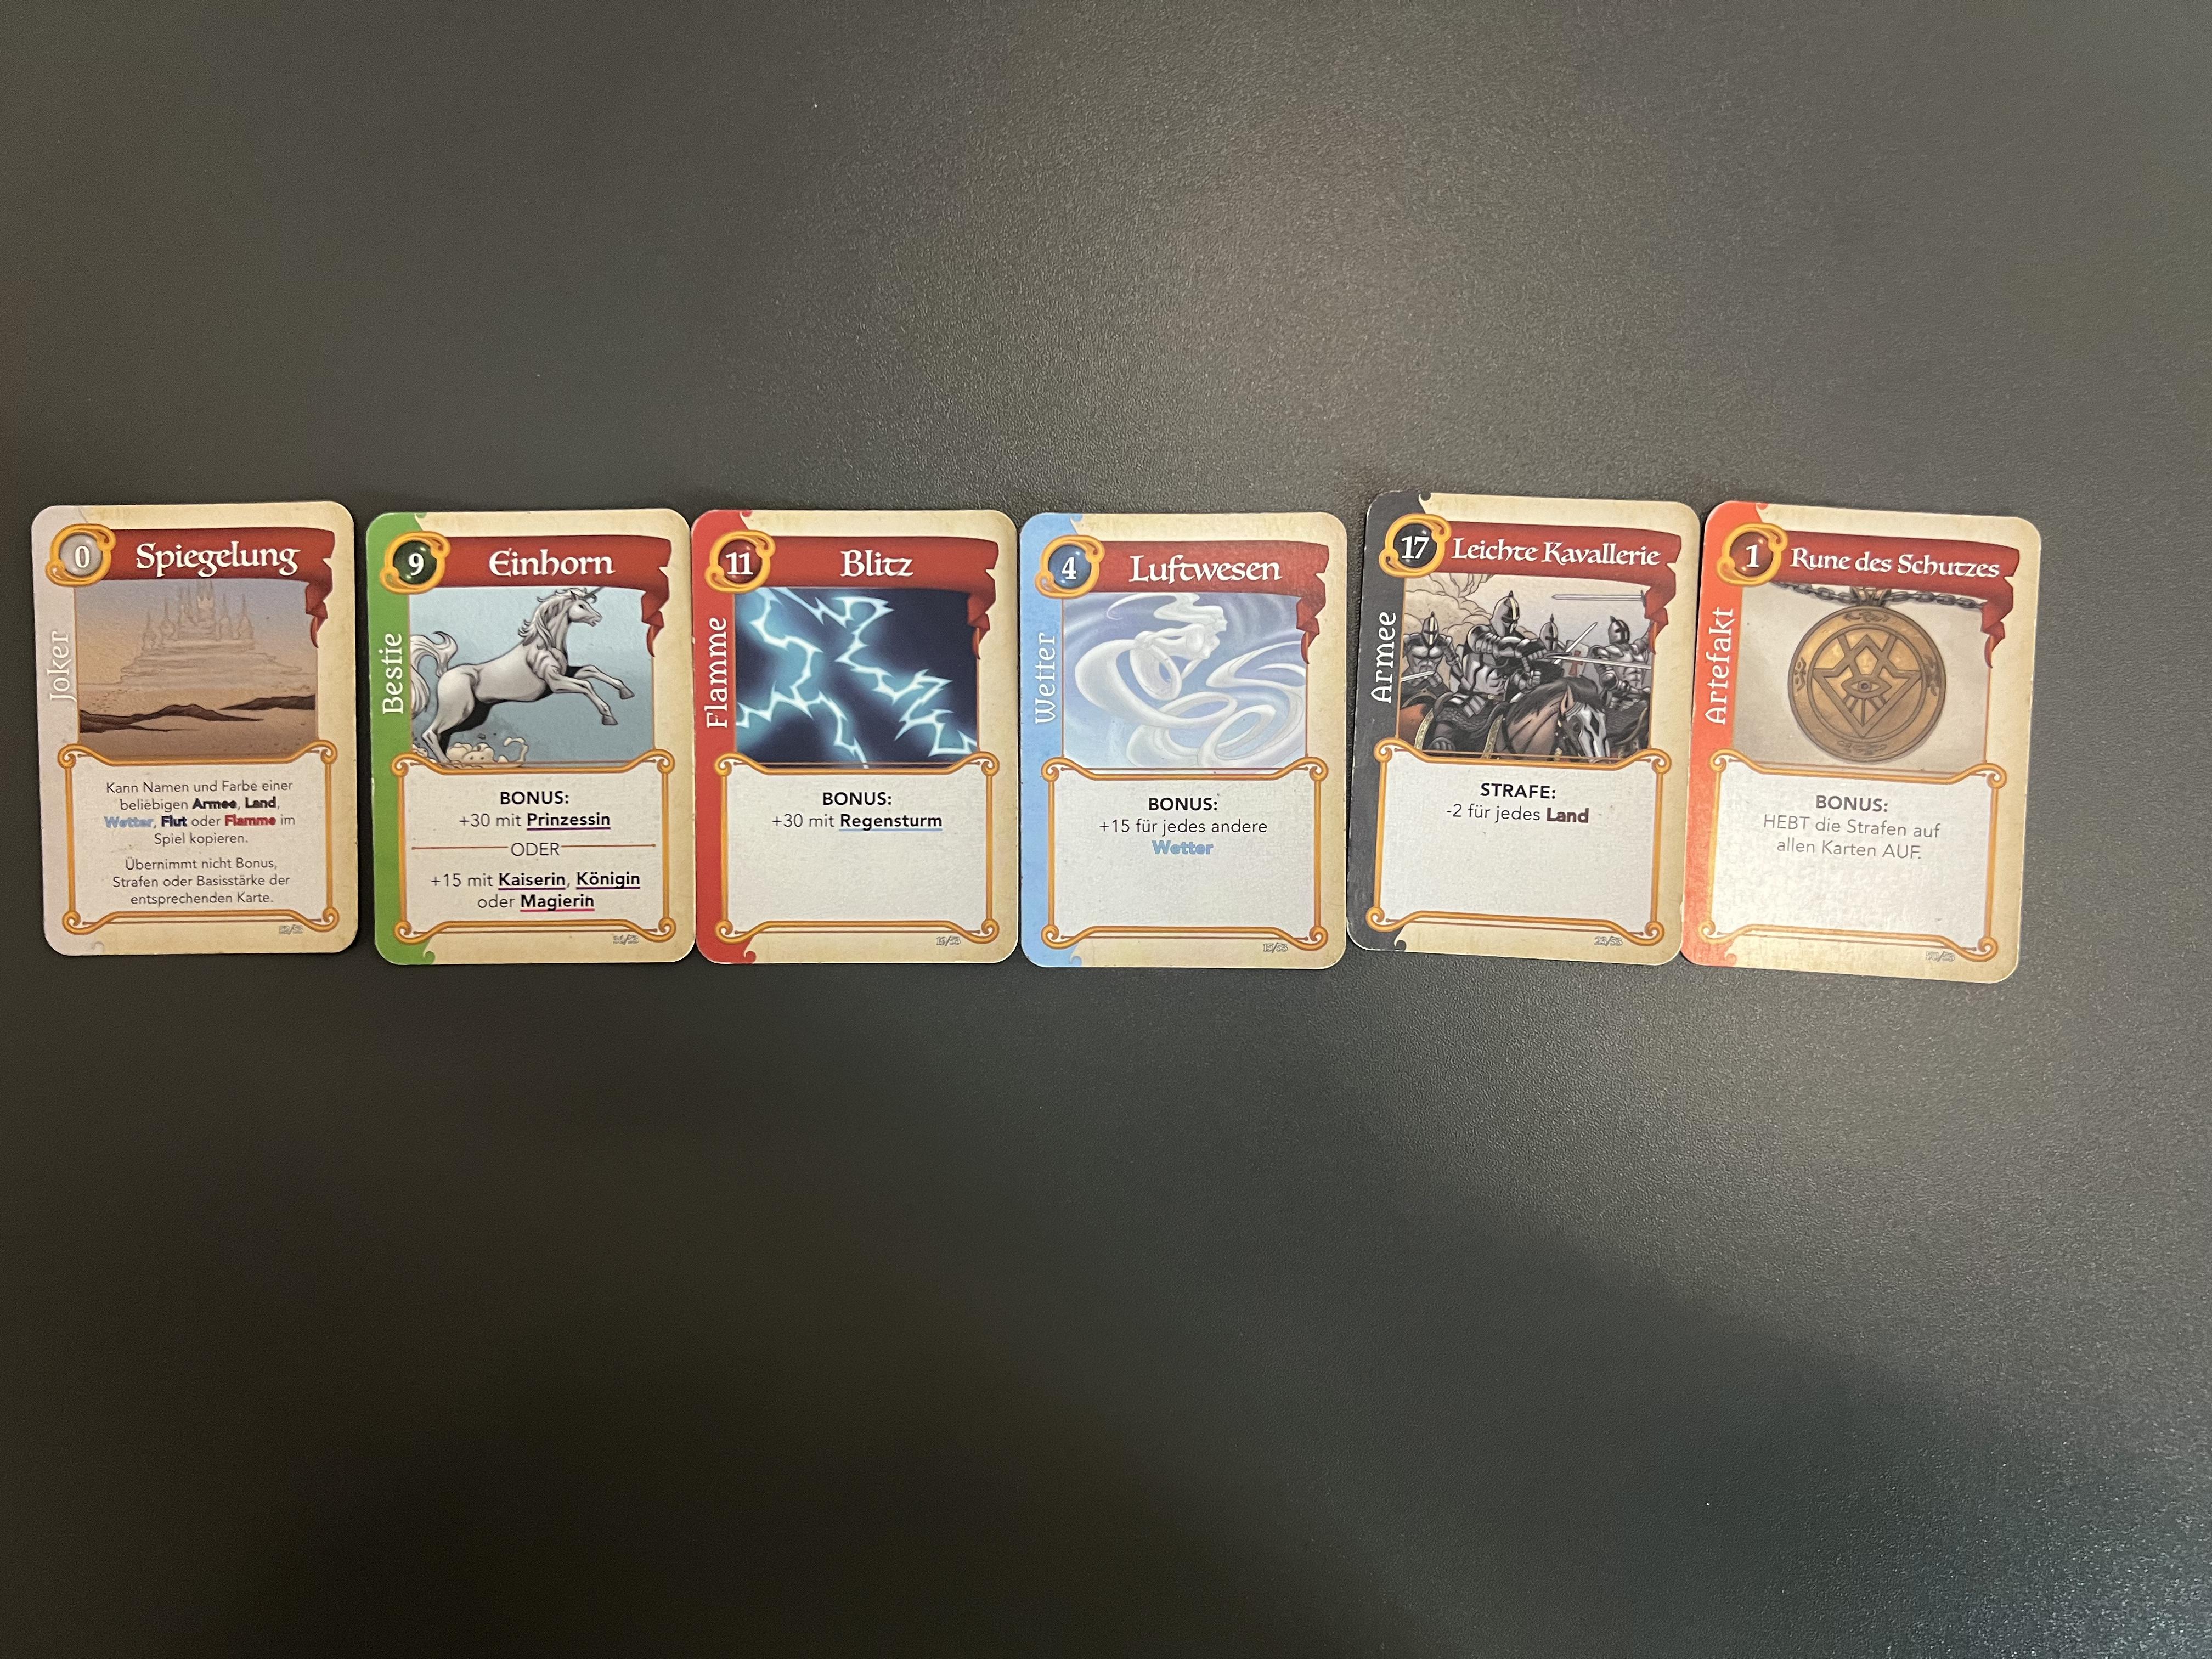 0
Spiegelung
Joker
Kann Namen und Farbe einer
beliebigen Armee, Land,
Wetter, Flut oder Flamme im
Spiel kopieren.
Übernimmt nicht Bonus,
Strafen oder Basisstärke der
entsprechenden Karte.
9
Einhorn
Bestie
BONUS:
+30 mit Prinzessin
ODER
+15 mit Kaiserin, Königin
oder Magierin
11
Blitz
Flamme
BONUS:
+30 mit Regensturm
4
Luftwesen
Wetter
BONUS:
+15 für jedes andere
Wetter
17
Leichte Kavallerie
Armee
STRAFE:
-2 für jedes Land
1
Rune des Schutzes
Artefakt
BONUS:
HEBT die Strafen auf
allen Karten AUF.